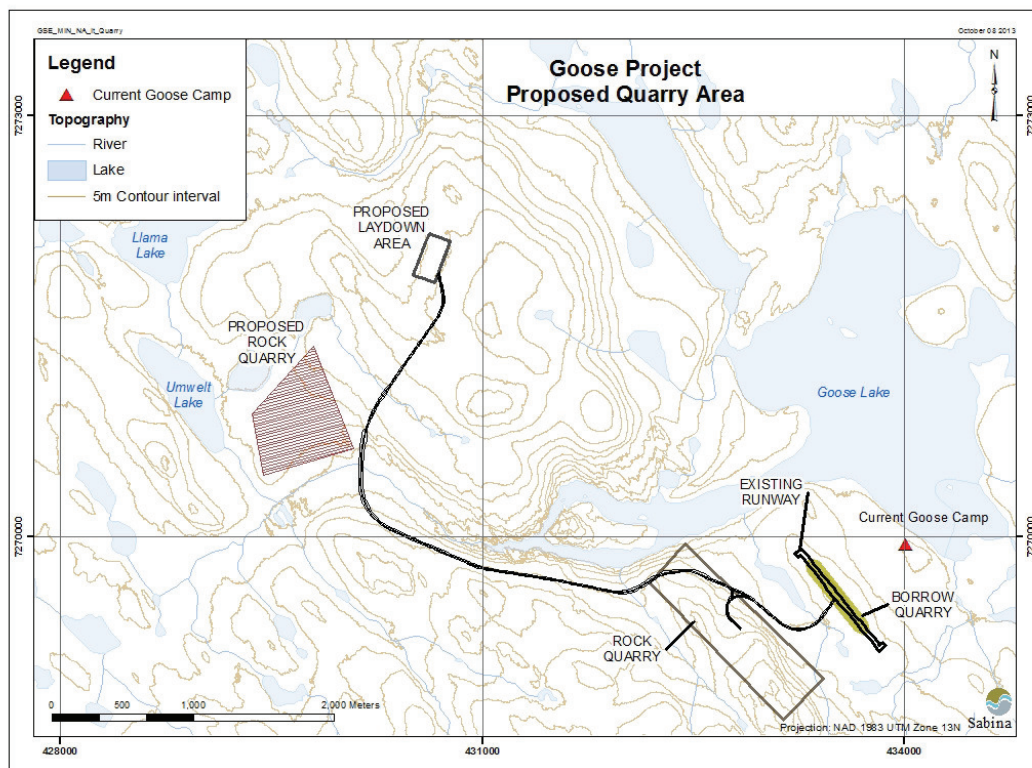 GSE_MIN_NA_lt_Quarry
October 08 2013
Legend
Current Goose Camp
Topography
River
Lake
5m Contour interval
Goose Project
Proposed Quarry Area
N
7273000
7273000
Llama
Lake
PROPOSED
LAYDOWN
AREA
PROPOSED
ROCK
QUARRY
Umwelt
Lake
Goose Lake
EXISTING
RUNWAY
Current Goose Camp
7270000
7270000
BORROW
QUARRY
ROCK
QUARRY
0 500 1,000 2,000 Meters
Sabina
Projection: NAD 1983 UTM Zone 13N
428000
431000
434000